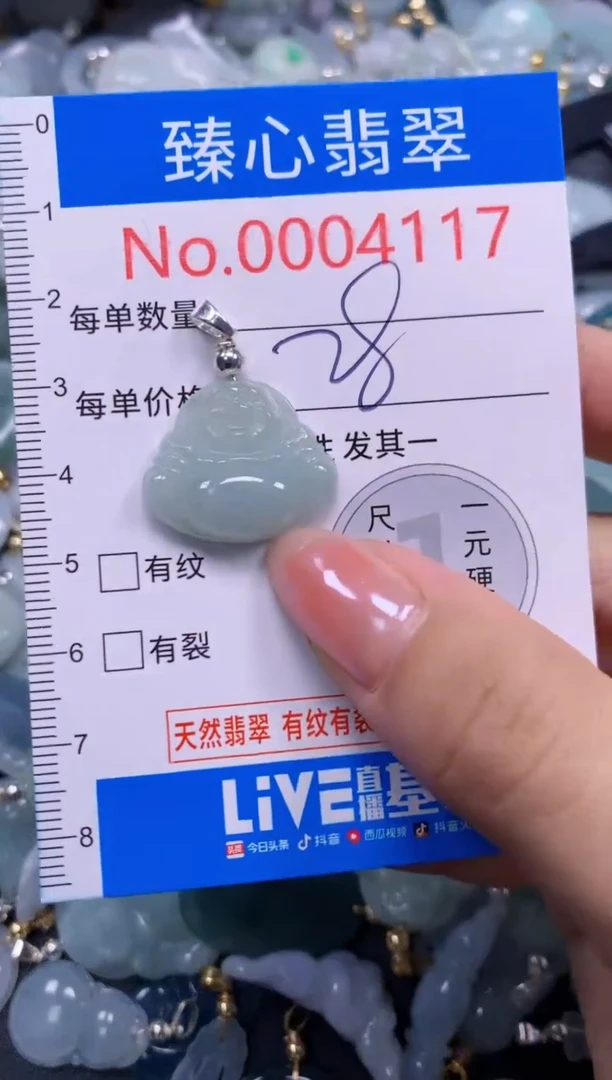 臻心翡翠
No.0004117
每单数量
28
每单价
发其一
尺 一元硬
有纹
有裂
天然翡翠 有纹有裂
LiVE直播基
今日头条 抖音 西瓜视频 抖音
0
1
2
3
4
5
6
7
8